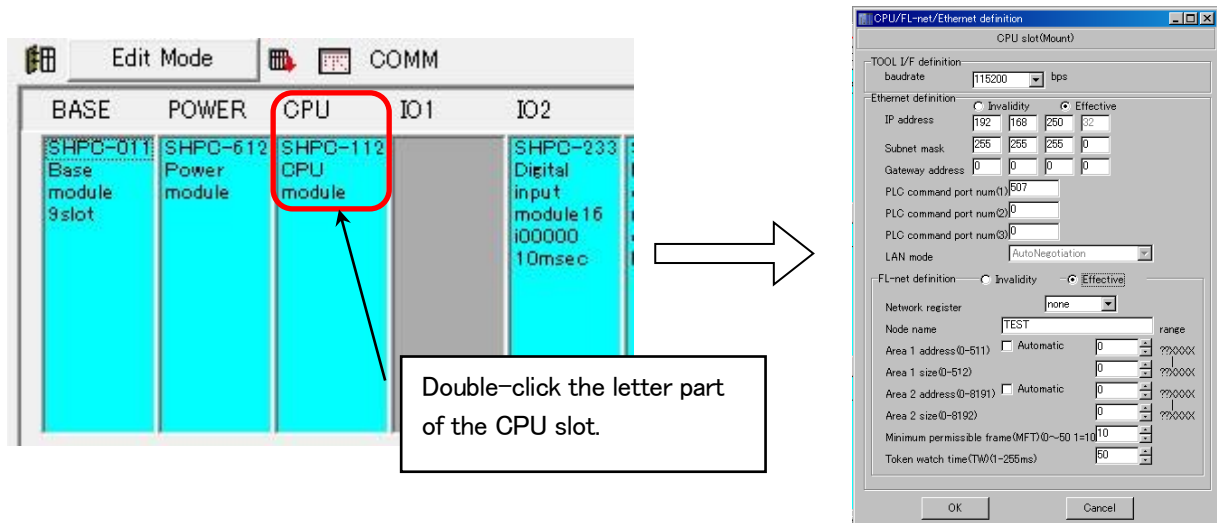 Edit Mode
COMM
BASE POWER CPU IO1 IO2
SHPC-011 SHPC-612 SHPC-112 SHPC-233
Base Power CPU Digital
module module module input
9slot module 16
i00000
10msec
Double-click the letter part
of the CPU slot.
CPU/FL-net/Ethernet definition
CPU slot(Mount)
TOOL I/F definition
baudrate 115200 bps
Ethernet definition
Invalidity Effective
IP address 192 168 250 32
Subnet mask 255 255 255 0
Gateway address 0 0 0 0
PLC command port num(1) 507
PLC command port num(2) 0
PLC command port num(3) 0
LAN mode AutoNegotiation
FL-net definition Invalidity Effective
Network register none
Node name TEST range
Area 1 address(0-511) Automatic 0 ??XXXX
Area 1 size(0-512) 0 ??XXXX
Area 2 address(0-8191) Automatic 0 ??XXXX
Area 2 size(0-8192) 0 ??XXXX
Minimum permissible frame(MFT)(0～50 1=10 10
Token watch time(TW)(1-255ms) 50
OK Cancel